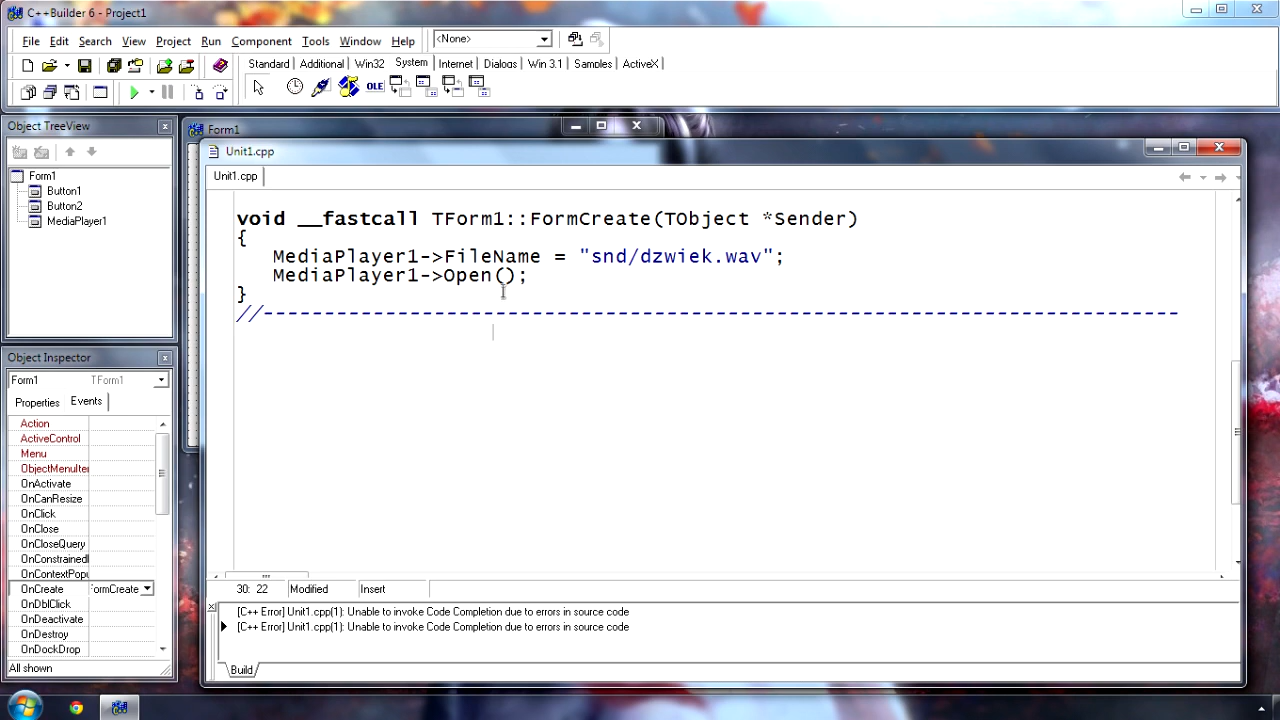 C++Builder 6 - Project1
File Edit Search View Project Run Component Tools Window Help <None>
Standard Additional Win32 System Internet Dialogs Win 3.1 Samples ActiveX
OLE
Object TreeView
Form1
Button1
Button2
MediaPlayer1
Form1
Unit1.cpp
Unit1.cpp
void __fastcall TForm1::FormCreate(TObject *Sender)
{
MediaPlayer1->FileName = "snd/dzwiek.wav";
MediaPlayer1->Open();
}
//---------------------------------------------------------------------------
Object Inspector
Form1 TForm1
Properties Events
Action
ActiveControl
Menu
ObjectMenuIter
OnActivate
OnCanResize
OnClick
OnClose
OnCloseQuery
OnConstrained
OnContextPopu
OnCreate FormCreate
OnDblClick
OnDeactivate
OnDestroy
OnDockDrop
All shown
30: 22 Modified Insert
[C++ Error] Unit1.cpp(1): Unable to invoke Code Completion due to errors in source code
[C++ Error] Unit1.cpp(1): Unable to invoke Code Completion due to errors in source code
Build